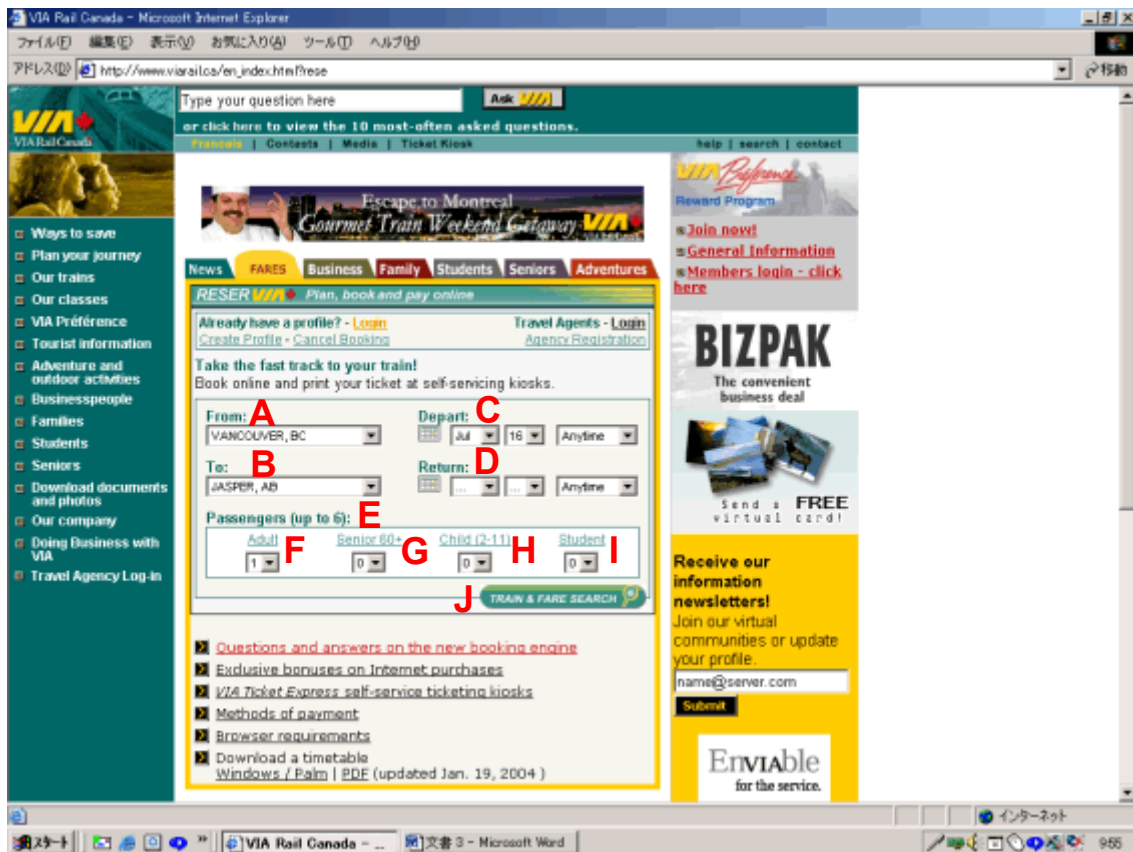 VIA Rail Canada - Microsoft Internet Explorer
ファイル(F) 編集(E) 表示(V) お気に入り(A) ツール(T) ヘルプ(H)
アドレス(D) http://www.viarail.ca/en_index.html?rese 移動
VIA
VIA Rail Canada
Type your question here Ask VIA
or click here to view the 10 most-often asked questions.
Francais | Contests | Media | Ticket Kiosk help | search | contact
Ways to save
Plan your journey
Our trains
Our classes
VIA Préférence
Tourist information
Adventure and
outdoor activities
Businesspeople
Families
Students
Seniors
Download documents
and photos
Our company
Doing Business with
VIA
Travel Agency Log-in
Escape to Montreal
Gourmet Train Weekend Getaway VIA
News FARES Business Family Students Seniors Adventures
RESERVIA Plan, book and pay online
Already have a profile? - Login Travel Agents - Login
Create Profile - Cancel Booking Agency Registration
Take the fast track to your train!
Book online and print your ticket at self-servicing kiosks.
From: A Depart: C
VANCOUVER, BC Jul 16 Anytime
To: B Return: D
JASPER, AB ... ... Anytime
Passengers (up to 6): E
Adult F Senior 60+ G Child (2-11) H Student I
1 0 0 0
J TRAIN & FARE SEARCH
Questions and answers on the new booking engine
Exclusive bonuses on Internet purchases
VIA Ticket Express self-service ticketing kiosks
Methods of payment
Browser requirements
Download a timetable
Windows / Palm | PDF (updated Jan. 19, 2004 )
VIA Préférence
Reward Program
Join now!
General Information
Members login - click
here
BIZPAK
The convenient
business deal
Send a FREE
virtual card!
Receive our
information
newsletters!
Join our virtual
communities or update
your profile.
name@server.com
Submit
EnVIAble
for the service.
インターネット
スタート VIA Rail Canada - ... 文書 3 - Microsoft Word 9:55